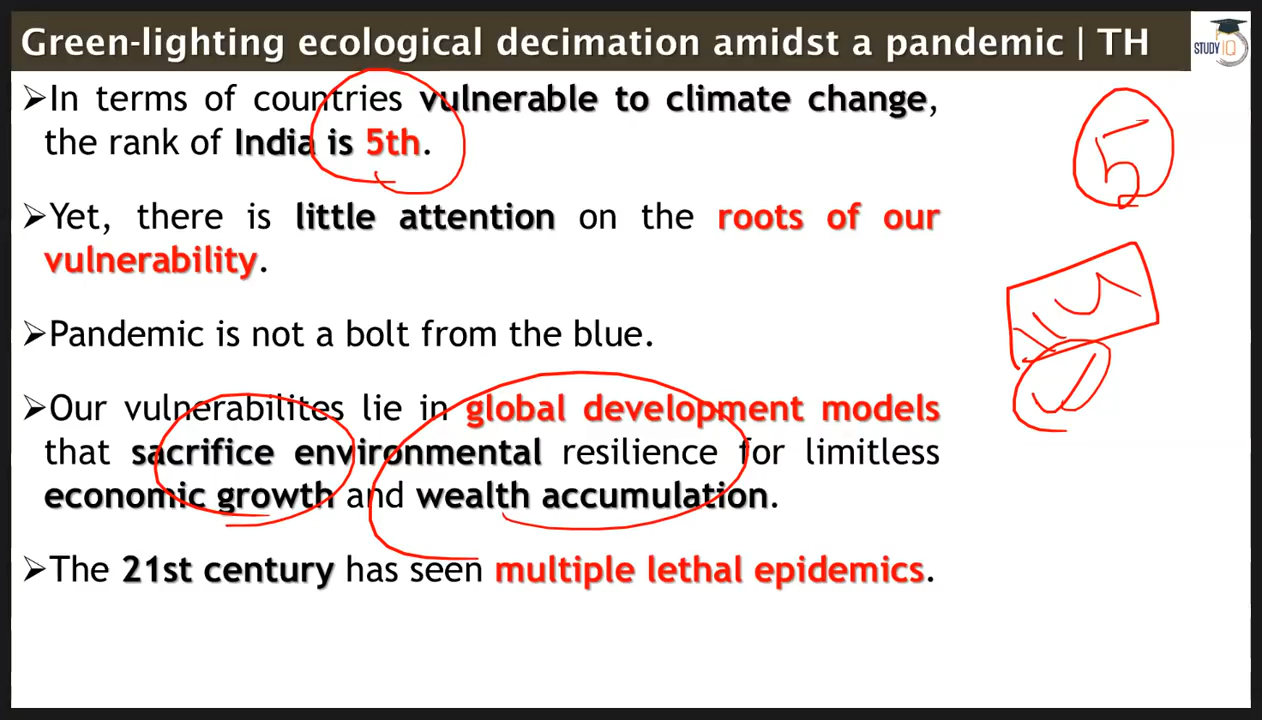 Green-lighting ecological decimation amidst a pandemic | TH
STUDY IQ
➢In terms of countries vulnerable to climate change,
the rank of India is 5th.
5
➢Yet, there is little attention on the roots of our
vulnerability.
➢Pandemic is not a bolt from the blue.
➢Our vulnerabilites lie in global development models
that sacrifice environmental resilience for limitless
economic growth and wealth accumulation.
➢The 21st century has seen multiple lethal epidemics.